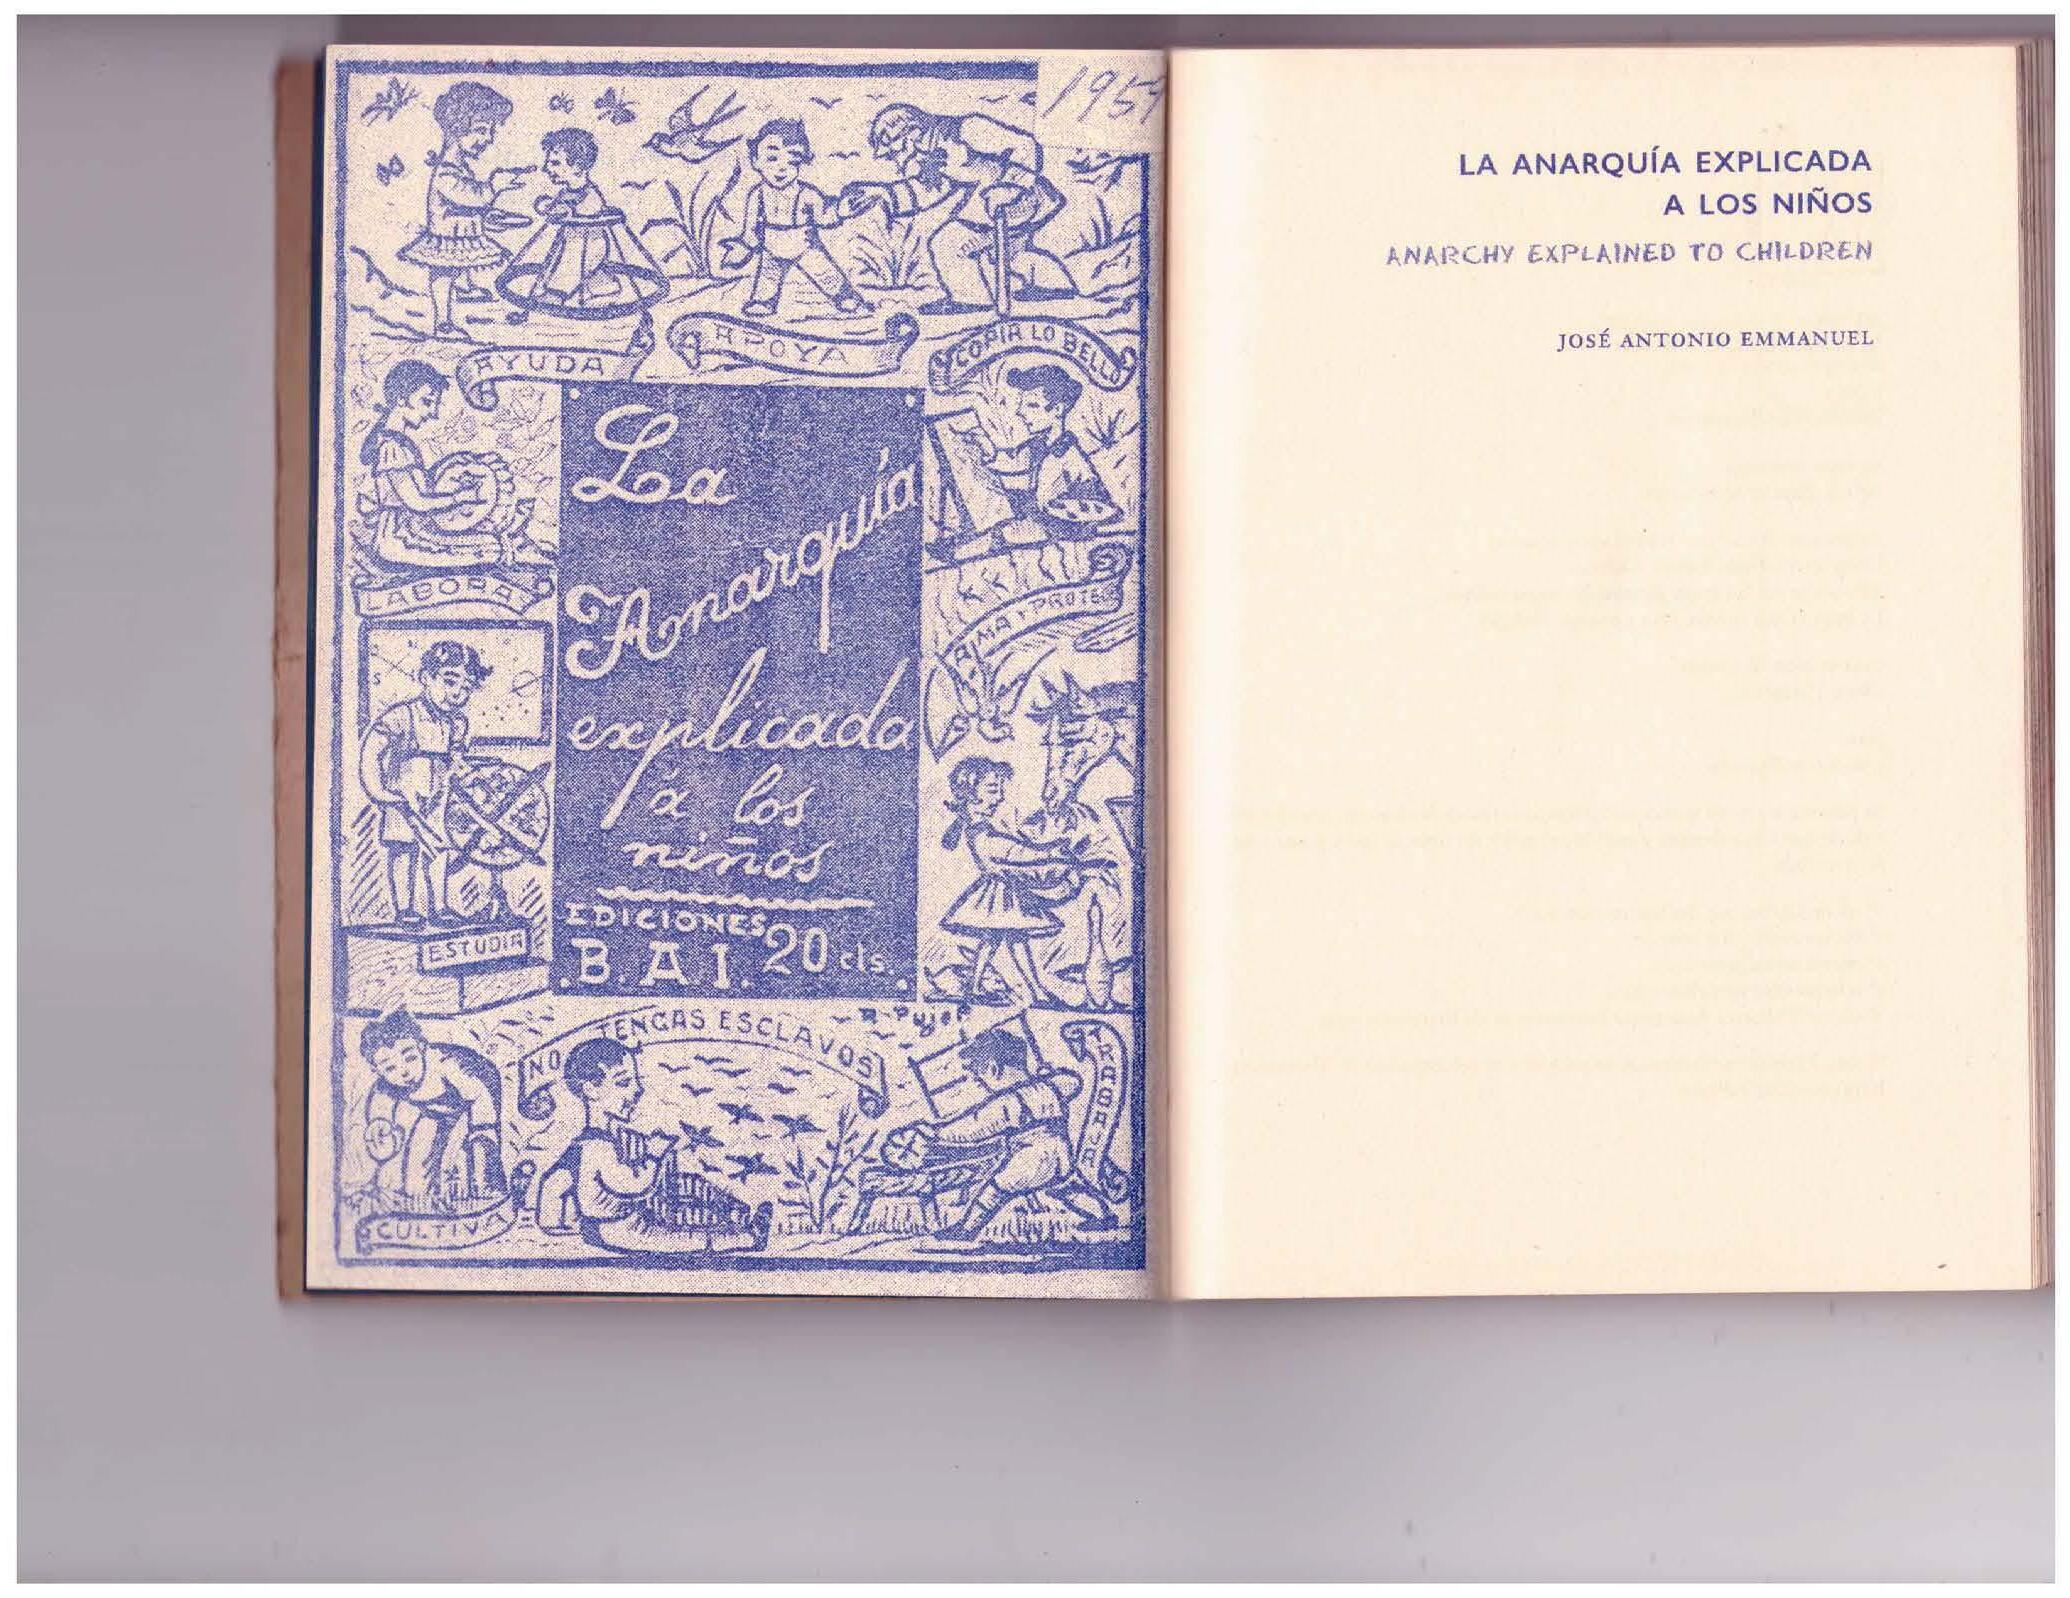 AYUDA
APOYA
COPIA LO BELLO
LABORA
AMA Y PROTEGE
ESTUDIA
La
Anarquía
explicada
á los
niños
EDICIONES
B. A. I. 20 cts.
R. Pujol
NO TENGAS ESCLAVOS
TRABAJA
CULTIVA
LA ANARQUÍA EXPLICADA
A LOS NIÑOS
ANARCHY EXPLAINED TO CHILDREN
JOSÉ ANTONIO EMMANUEL